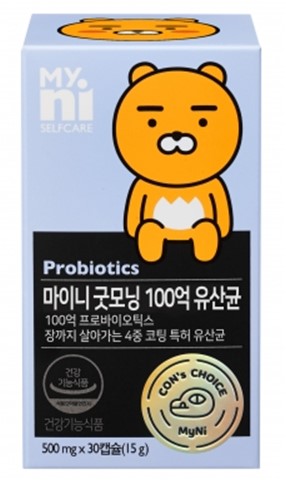 MY
ni
SELFCARE
Probiotics
마이니 굿모닝 100억 유산균
100억 프로바이오틱스
장까지 살아가는 4중 코팅 특허 유산균
건강
기능식품
CON's CHOICE
MyNi
건강기능식품
500 mg x 30캡슐(15 g)